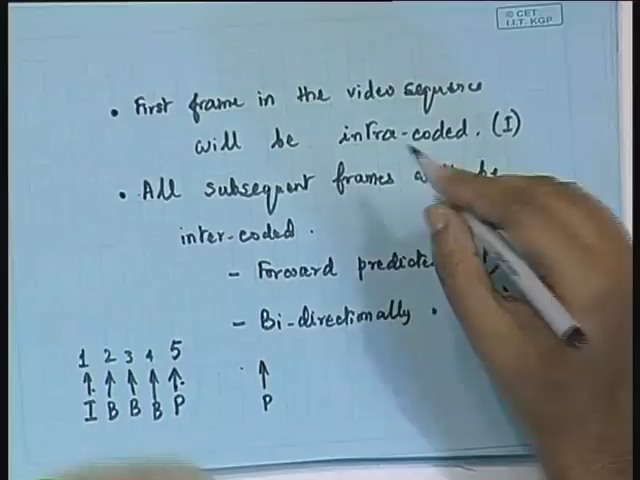 © CET
I.I.T. KGP
• First frame in the video sequence
will be intra-coded. (I)
• All subsequent frames
inter-coded.
- Forward
- Bi-directionally.
1 2 3 4 5
I B B B P P